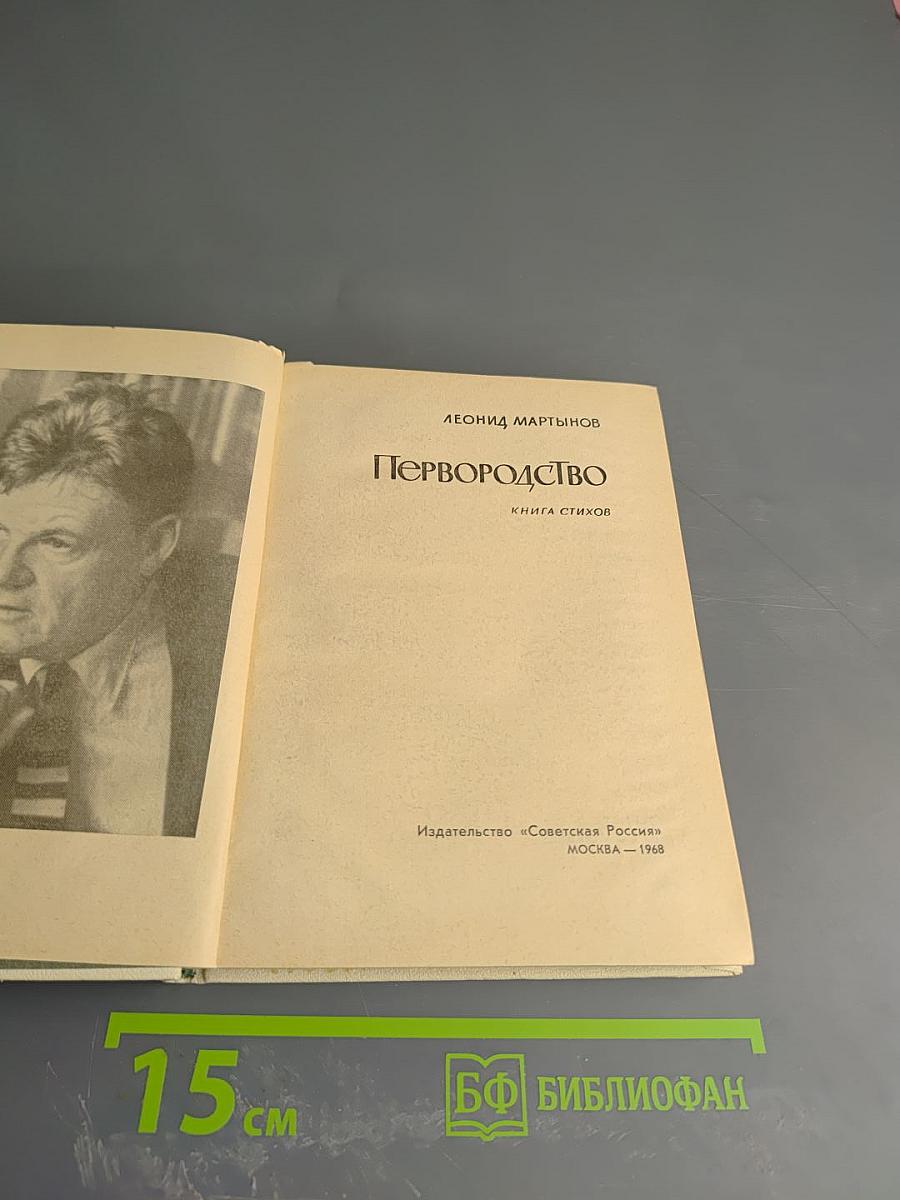 ЛЕОНИД МАРТЫНОВ
ПЕРВОРОДСТВО
КНИГА СТИХОВ
Издательство «Советская Россия»
МОСКВА — 1968
15 см
БФ БИБЛИОФАН